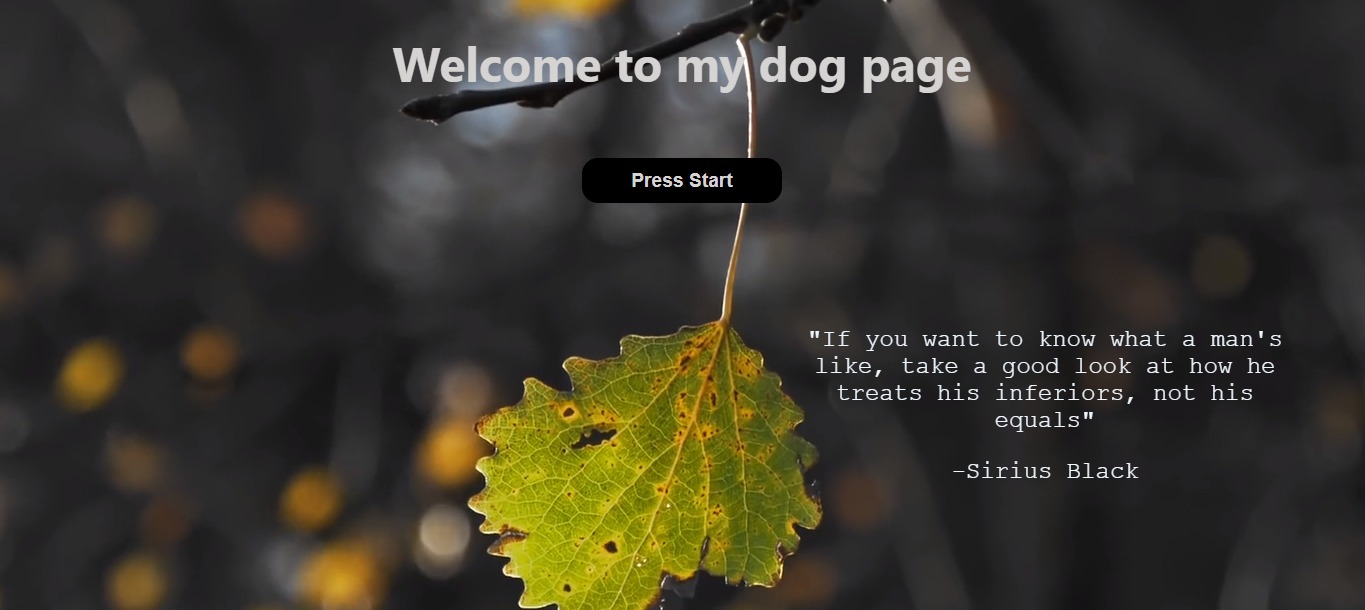 Welcome to my dog page
Press Start
"If you want to know what a man's
like, take a good look at how he
treats his inferiors, not his
equals"
-Sirius Black